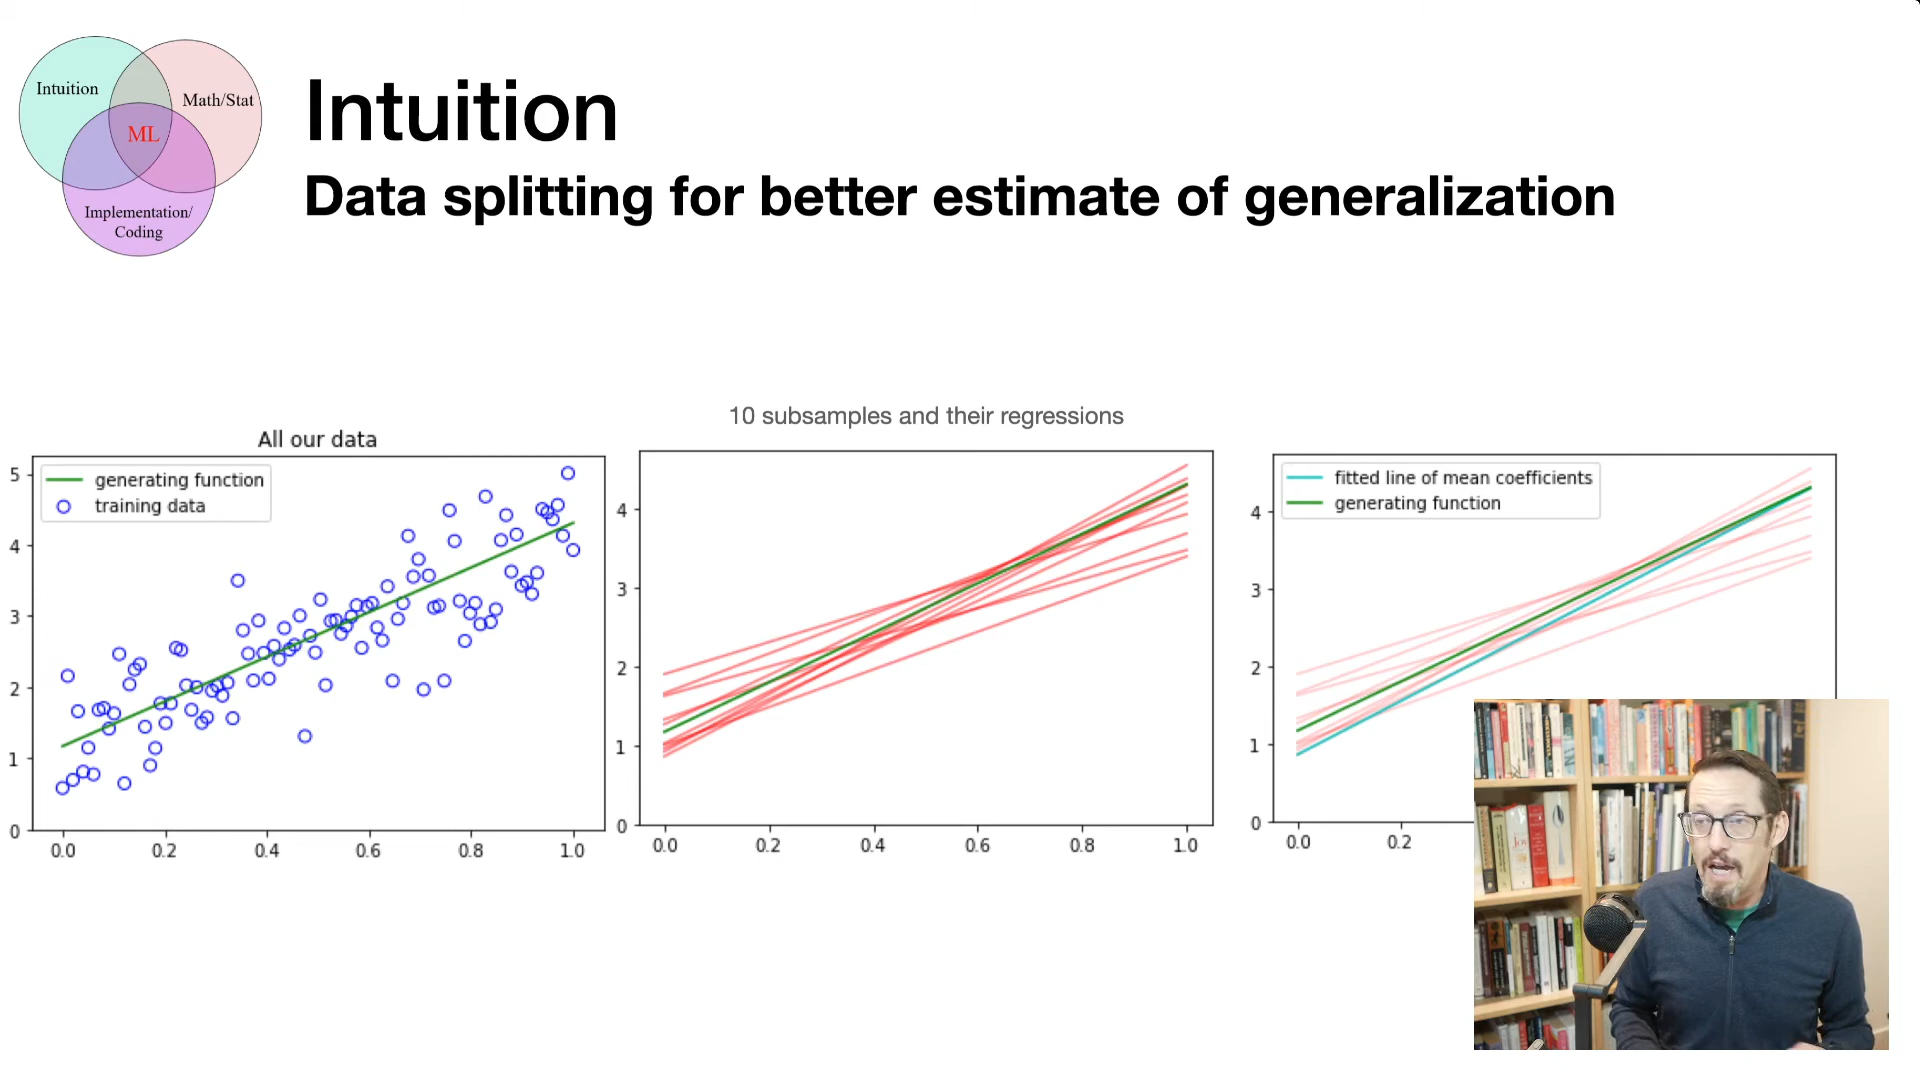 Intuition
Math/Stat
ML
Implementation/
Coding
Intuition
Data splitting for better estimate of generalization
All our data
generating function
training data
5
4
3
2
1
0
0.0 0.2 0.4 0.6 0.8 1.0
10 subsamples and their regressions
4
3
2
1
0
0.0 0.2 0.4 0.6 0.8 1.0
fitted line of mean coefficients
generating function
4
3
2
1
0
0.0 0.2